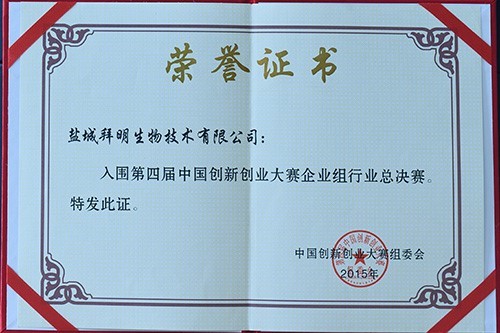 荣誉证书
盐城拜明生物技术有限公司：
入围第四届中国创新创业大赛企业组行业总决赛。
特发此证。
中国创新创业大赛组委会
2015年